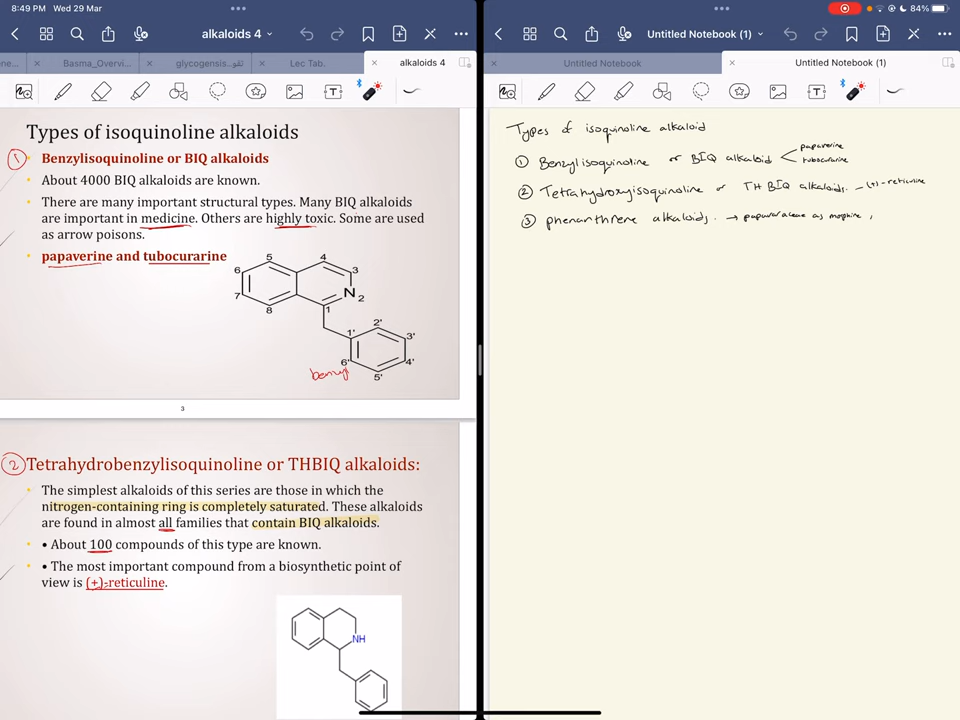 8:49 PM Wed 29 Mar
84%
alkaloids 4
Untitled Notebook (1)
ne...
Basma_Overvi...
glycogensis..تقو
Lec Tab.
alkaloids 4
Untitled Notebook
Untitled Notebook (1)
Types of isoquinoline alkaloids
1 Benzylisoquinoline or BIQ alkaloids
About 4000 BIQ alkaloids are known.
There are many important structural types. Many BIQ alkaloids
are important in medicine. Others are highly toxic. Some are used
as arrow poisons.
papaverine and tubocurarine
5 4
6 3
7 N 2
8 1
1' 2'
3'
6' 4'
5'
benzyl
3
2 Tetrahydrobenzylisoquinoline or THBIQ alkaloids:
The simplest alkaloids of this series are those in which the
nitrogen-containing ring is completely saturated. These alkaloids
are found in almost all families that contain BIQ alkaloids.
• About 100 compounds of this type are known.
• The most important compound from a biosynthetic point of
view is (+)-reticuline.
NH
Types of isoquinoline alkaloid
1 Benzylisoquinoline or BIQ alkaloid < papaverine
tubocurarine
2 Tetrahydroxyisoquinoline or THBIQ alkaloids. - (+)-reticuline
3 phenanthrene alkaloids. → as morphine,